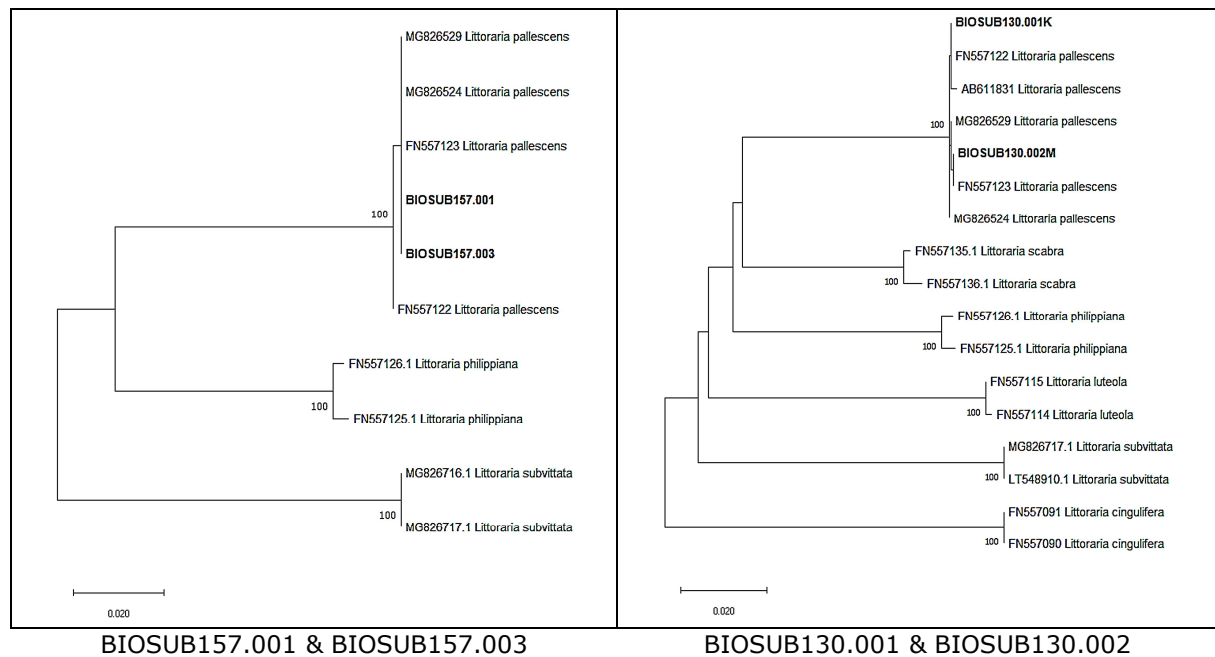 MG826529 Littoraria pallescens
MG826524 Littoraria pallescens
FN557123 Littoraria pallescens
BIOSUB157.001
100
BIOSUB157.003
FN557122 Littoraria pallescens
FN557126.1 Littoraria philippiana
100
FN557125.1 Littoraria philippiana
MG826716.1 Littoraria subvittata
100
MG826717.1 Littoraria subvittata
0.020
BIOSUB157.001 & BIOSUB157.003
BIOSUB130.001K
FN557122 Littoraria pallescens
AB611831 Littoraria pallescens
100
MG826529 Littoraria pallescens
BIOSUB130.002M
FN557123 Littoraria pallescens
MG826524 Littoraria pallescens
FN557135.1 Littoraria scabra
100
FN557136.1 Littoraria scabra
FN557126.1 Littoraria philippiana
100
FN557125.1 Littoraria philippiana
FN557115 Littoraria luteola
100
FN557114 Littoraria luteola
MG826717.1 Littoraria subvittata
100
LT548910.1 Littoraria subvittata
FN557091 Littoraria cingulifera
100
FN557090 Littoraria cingulifera
0.020
BIOSUB130.001 & BIOSUB130.002